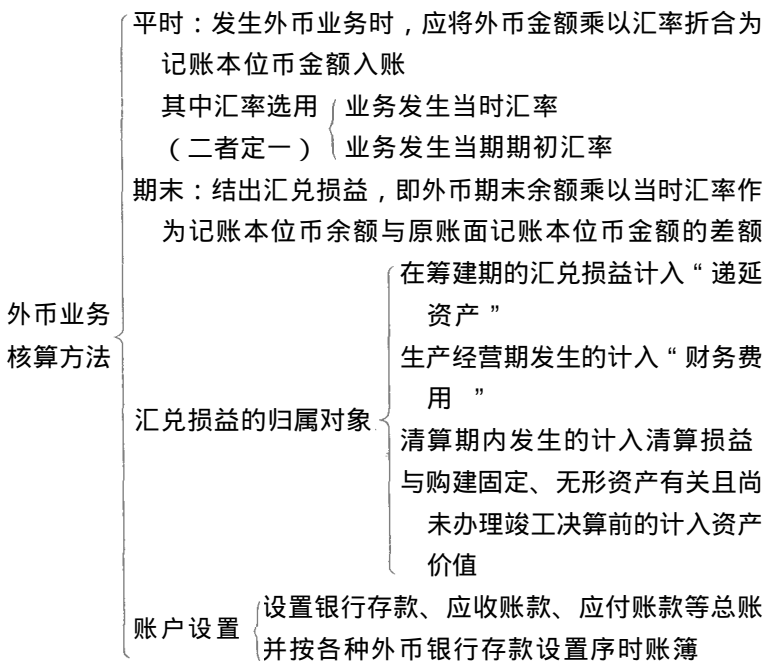 平时：发生外币业务时，应将外币金额乘以汇率折合为
记账本位币金额入账
其中汇率选用
（二者定一）
业务发生当时汇率
业务发生当期期初汇率
期末：结出汇兑损益，即外币期末余额乘以当时汇率作
为记账本位币余额与原账面记账本位币金额的差额
外币业务
核算方法
汇兑损益的归属对象
在筹建期的汇兑损益计入“递延
资产”
生产经营期发生的计入“财务费
用 ”
清算期内发生的计入清算损益
与购建固定、无形资产有关且尚
未办理竣工决算前的计入资产
价值
账户设置
设置银行存款、应收账款、应付账款等总账
并按各种外币银行存款设置序时账簿